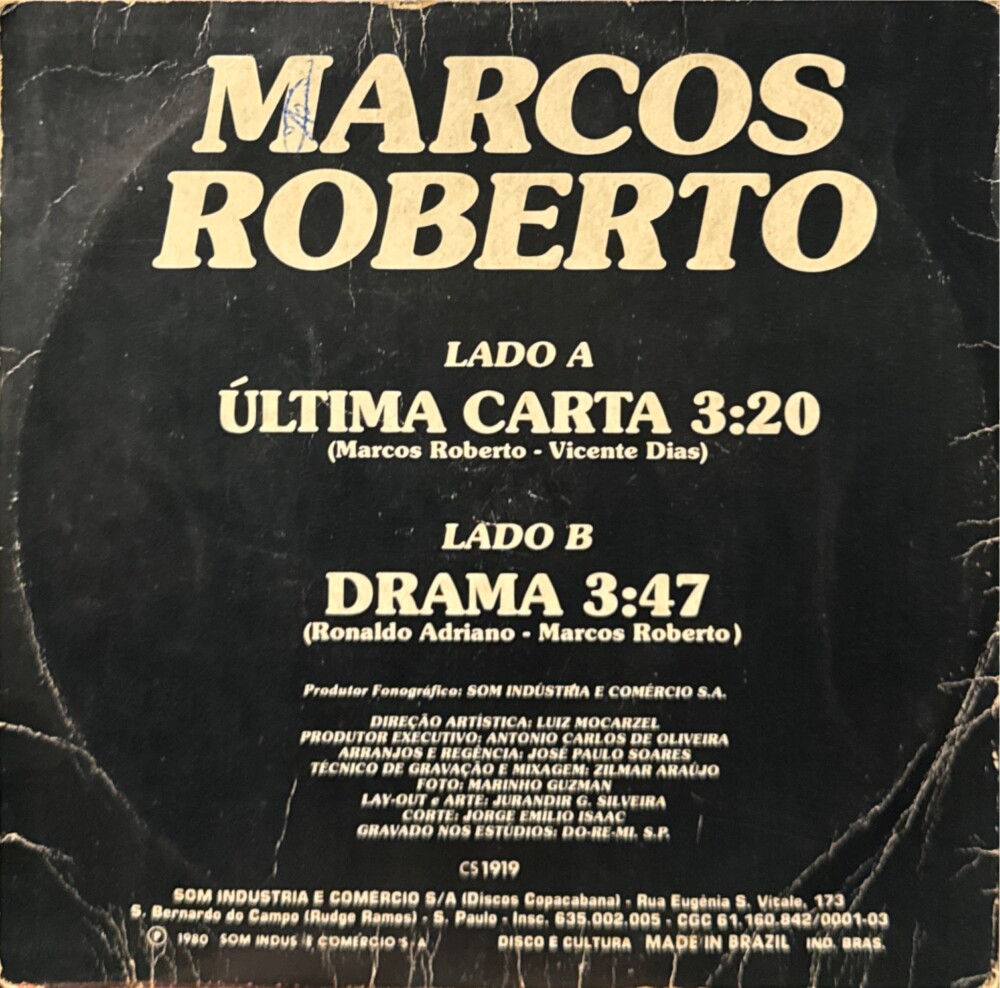 MARCOS
ROBERTO
LADO A
ÚLTIMA CARTA 3:20
(Marcos Roberto - Vicente Dias)
LADO B
DRAMA 3:47
(Ronaldo Adriano - Marcos Roberto)
Produtor Fonográfico: SOM INDÚSTRIA E COMÉRCIO S.A.
DIREÇÃO ARTÍSTICA: LUIZ MOCARZEL
PRODUTOR EXECUTIVO: ANTONIO CARLOS DE OLIVEIRA
ARRANJOS E REGÊNCIA: JOSÉ PAULO SOARES
TÉCNICO DE GRAVAÇÃO E MIXAGEM: ZILMAR ARAÚJO
FOTO: MARINHO GUZMAN
LAY-OUT e ARTE: JURANDIR G. SILVEIRA
CORTE: JORGE EMÍLIO ISAAC
GRAVADO NOS ESTÚDIOS: DO-RE-MI. S.P.
CS 1919
SOM INDUSTRIA E COMÉRCIO S/A (Discos Copacabana) - Rua Eugênia S. Vitale, 173
S. Bernardo do Campo (Rudge Ramos) - S. Paulo - Insc. 635.002.005 - CGC 61.160.842/0001-03
℗ 1980 SOM INDUS E COMÉRCIO S A DISCO É CULTURA MADE IN BRAZIL IND. BRAS.